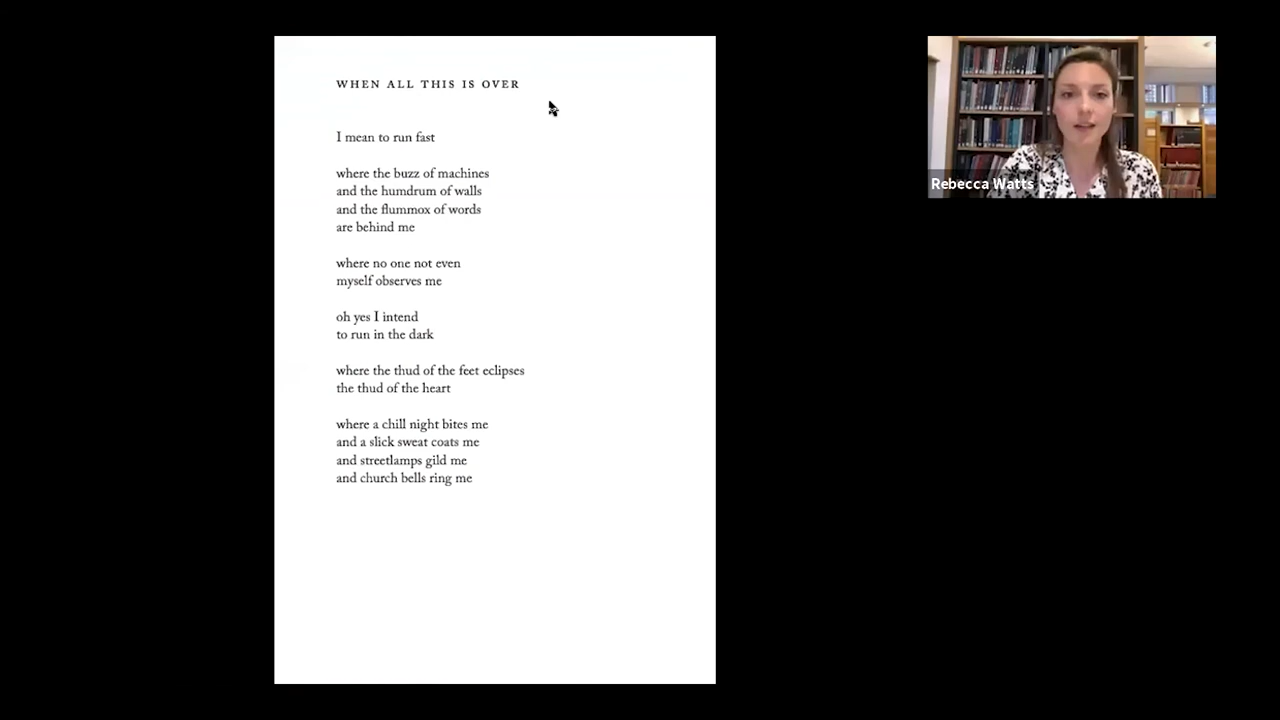 WHEN ALL THIS IS OVER
I mean to run fast
where the buzz of machines
and the humdrum of walls
and the flummox of words
are behind me
where no one not even
myself observes me
oh yes I intend
to run in the dark
where the thud of the feet eclipses
the thud of the heart
where a chill night bites me
and a slick sweat coats me
and streetlamps gild me
and church bells ring me
Rebecca Watts